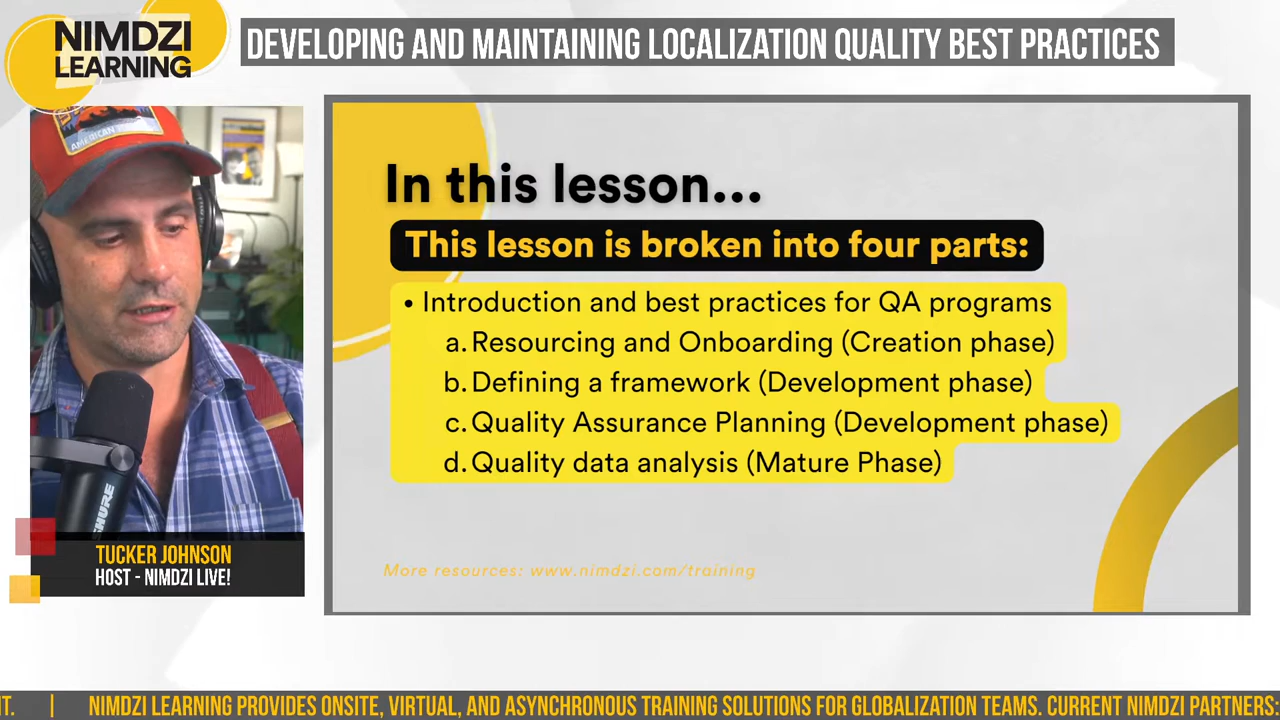 NIMDZI
LEARNING
DEVELOPING AND MAINTAINING LOCALIZATION QUALITY BEST PRACTICES
AMERICAN
In this lesson...
This lesson is broken into four parts:
• Introduction and best practices for QA programs
a. Resourcing and Onboarding (Creation phase)
b. Defining a framework (Development phase)
c. Quality Assurance Planning (Development phase)
d. Quality data analysis (Mature Phase)
More resources: www.nimdzi.com/training
SHURE
TUCKER JOHNSON
HOST - NIMDZI LIVE!
T. | NIMDZI LEARNING PROVIDES ONSITE, VIRTUAL, AND ASYNCHRONOUS TRAINING SOLUTIONS FOR GLOBALIZATION TEAMS. CURRENT NIMDZI PARTNERS: